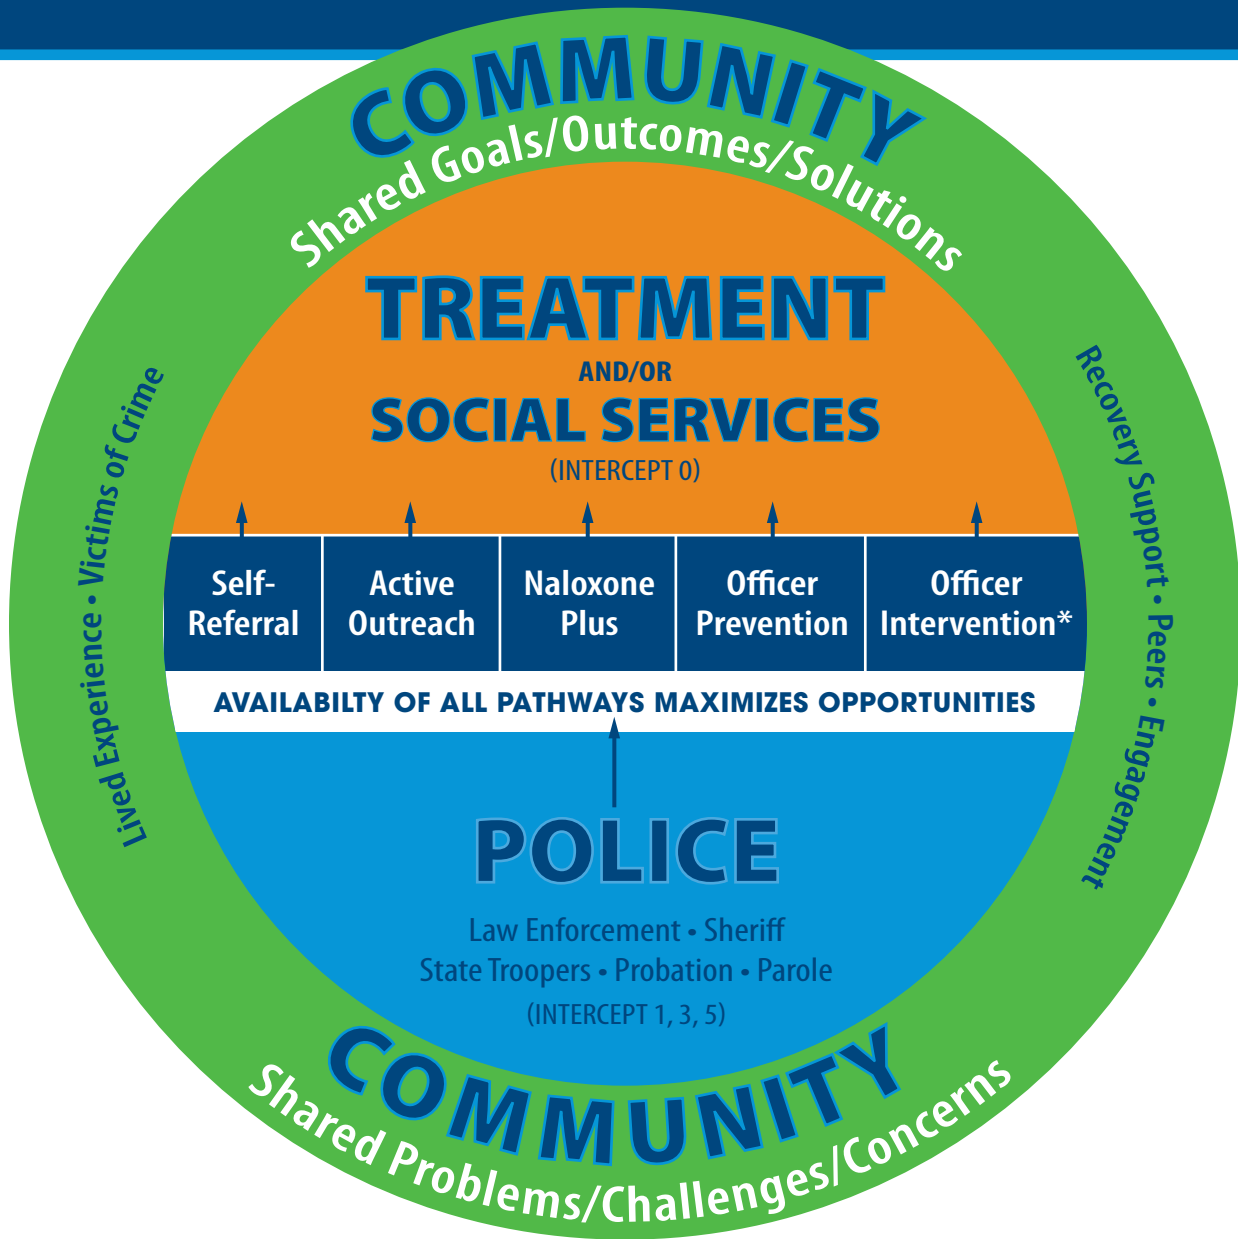 COMMUNITY
Shared Goals/Outcomes/Solutions
TREATMENT
AND/OR
SOCIAL SERVICES
(INTERCEPT 0)
Lived Experience • Victims of Crime
Recovery Support • Peers • Engagement
Self-
Referral
Active
Outreach
Naloxone
Plus
Officer
Prevention
Officer
Intervention*
AVAILABILTY OF ALL PATHWAYS MAXIMIZES OPPORTUNITIES
POLICE
Law Enforcement • Sheriff
State Troopers • Probation • Parole
(INTERCEPT 1, 3, 5)
COMMUNITY
Shared Problems/Challenges/Concerns